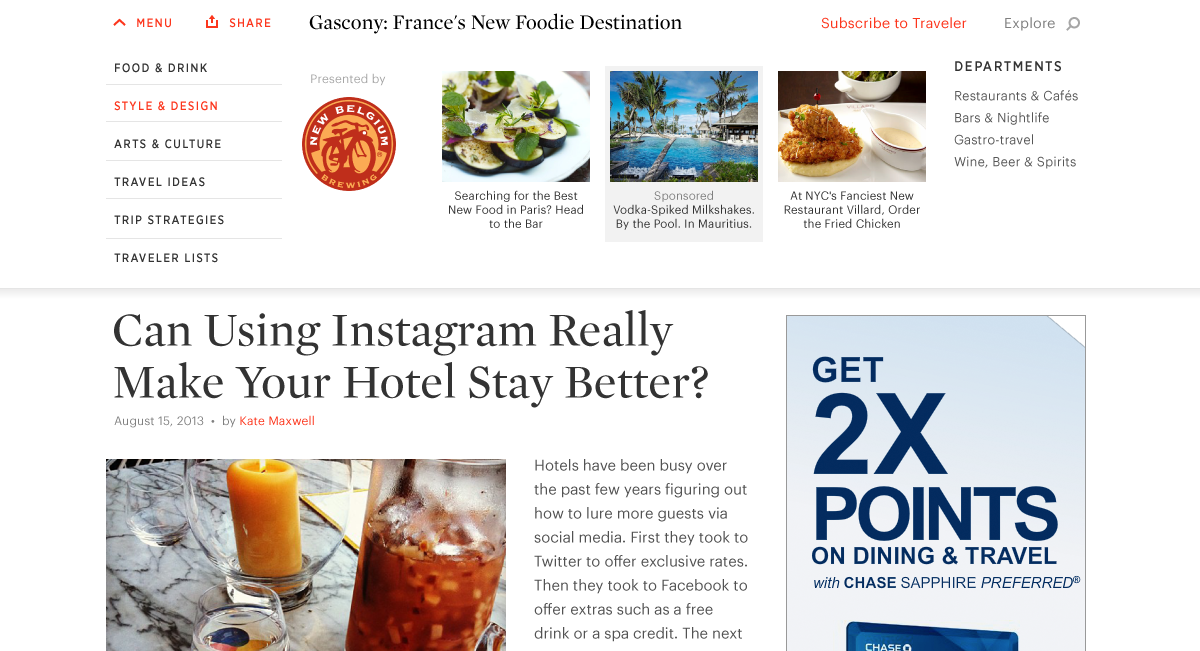 MENU
SHARE
Gascony: France's New Foodie Destination
Subscribe to Traveler
Explore
FOOD & DRINK
STYLE & DESIGN
ARTS & CULTURE
TRAVEL IDEAS
TRIP STRATEGIES
TRAVELER LISTS
Presented by
NEW BELGIUM
BREWING
Searching for the Best
New Food in Paris? Head
to the Bar
Sponsored
Vodka-Spiked Milkshakes.
By the Pool. In Mauritius.
VILLARD
At NYC's Fanciest New
Restaurant Villard, Order
the Fried Chicken
DEPARTMENTS
Restaurants & Cafés
Bars & Nightlife
Gastro-travel
Wine, Beer & Spirits
Can Using Instagram Really
Make Your Hotel Stay Better?
August 15, 2013 • by Kate Maxwell
Hotels have been busy over
the past few years figuring out
how to lure more guests via
social media. First they took to
Twitter to offer exclusive rates.
Then they took to Facebook to
offer extras such as a free
drink or a spa credit. The next
GET
2X
POINTS
ON DINING & TRAVEL
with CHASE SAPPHIRE PREFERRED®
CHASE